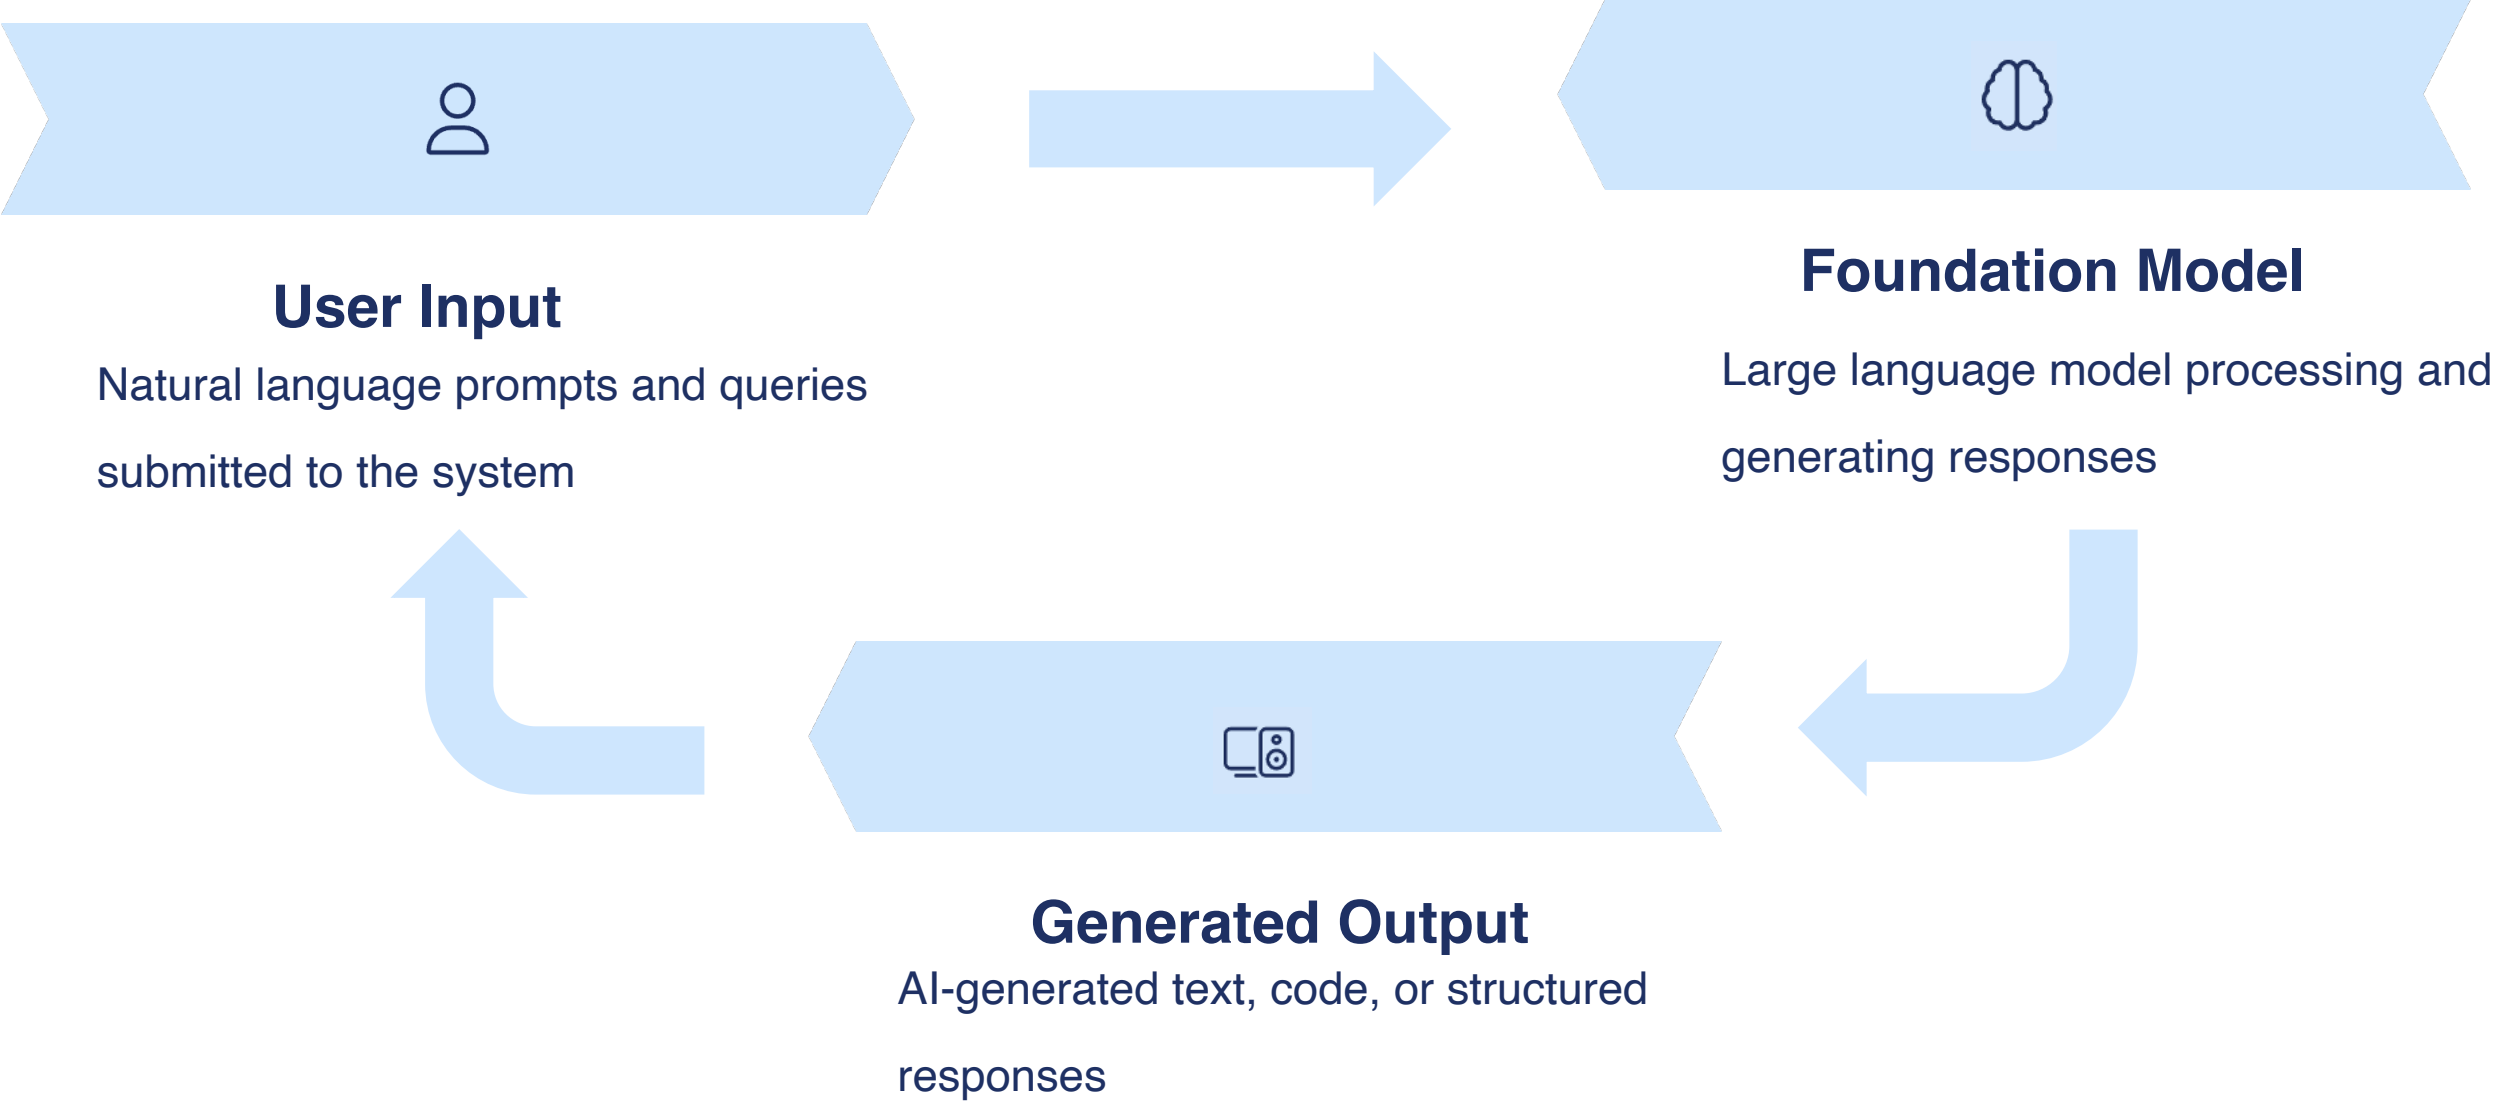 User Input
Natural language prompts and queries
submitted to the system
Foundation Model
Large language model processing and
generating responses
Generated Output
AI-generated text, code, or structured
responses